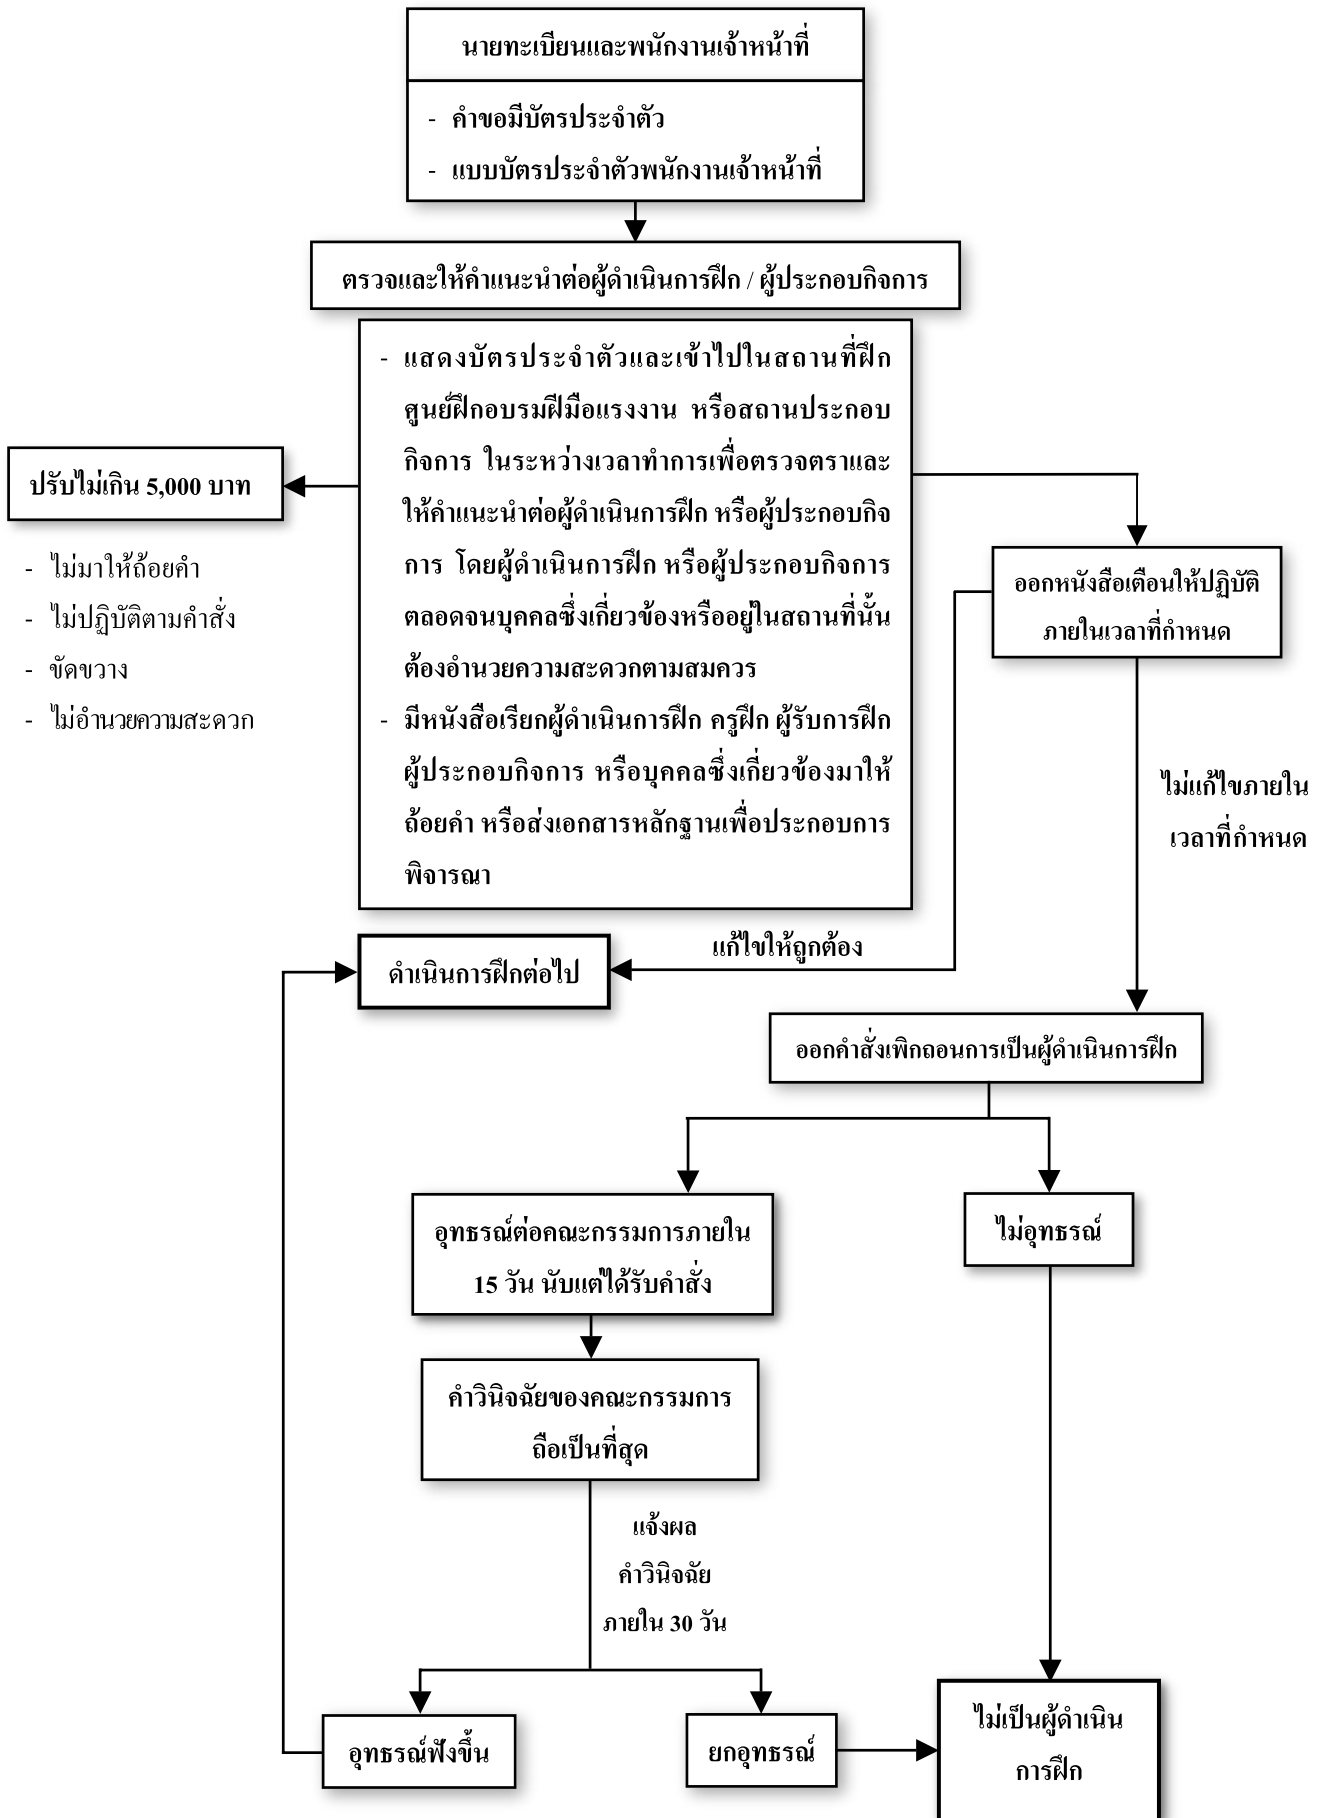 นายทะเบียนและพนักงานเจ้าหน้าที่
- คำขอมีบัตรประจำตัว
- แบบบัตรประจำตัวพนักงานเจ้าหน้าที่
ตรวจและให้คำแนะนำต่อผู้ดำเนินการฝึก / ผู้ประกอบกิจการ
- แสดงบัตรประจำตัวและเข้าไปในสถานที่ฝึก
ศูนย์ฝึกอบรมฝีมือแรงงาน หรือสถานประกอบ
กิจการ ในระหว่างเวลาทำการเพื่อตรวจตราและ
ให้คำแนะนำต่อผู้ดำเนินการฝึก หรือผู้ประกอบกิจ
การ โดยผู้ดำเนินการฝึก หรือผู้ประกอบกิจการ
ตลอดจนบุคคลซึ่งเกี่ยวข้องหรืออยู่ในสถานที่นั้น
ต้องอำนวยความสะดวกตามสมควร
- มีหนังสือเรียกผู้ดำเนินการฝึก ครูฝึก ผู้รับการฝึก
ผู้ประกอบกิจการ หรือบุคคลซึ่งเกี่ยวข้องมาให้
ถ้อยคำ หรือส่งเอกสารหลักฐานเพื่อประกอบการ
พิจารณา
ปรับไม่เกิน 5,000 บาท
- ไม่มาให้ถ้อยคำ
- ไม่ปฏิบัติตามคำสั่ง
- ขัดขวาง
- ไม่อำนวยความสะดวก
ออกหนังสือเตือนให้ปฏิบัติ
ภายในเวลาที่กำหนด
ไม่แก้ไขภายใน
เวลาที่กำหนด
แก้ไขให้ถูกต้อง
ดำเนินการฝึกต่อไป
ออกคำสั่งเพิกถอนการเป็นผู้ดำเนินการฝึก
อุทธรณ์ต่อคณะกรรมการภายใน
15 วัน นับแต่ได้รับคำสั่ง
ไม่อุทธรณ์
คำวินิจฉัยของคณะกรรมการ
ถือเป็นที่สุด
แจ้งผล
คำวินิจฉัย
ภายใน 30 วัน
อุทธรณ์ฟังขึ้น
ยกอุทธรณ์
ไม่เป็นผู้ดำเนิน
การฝึก